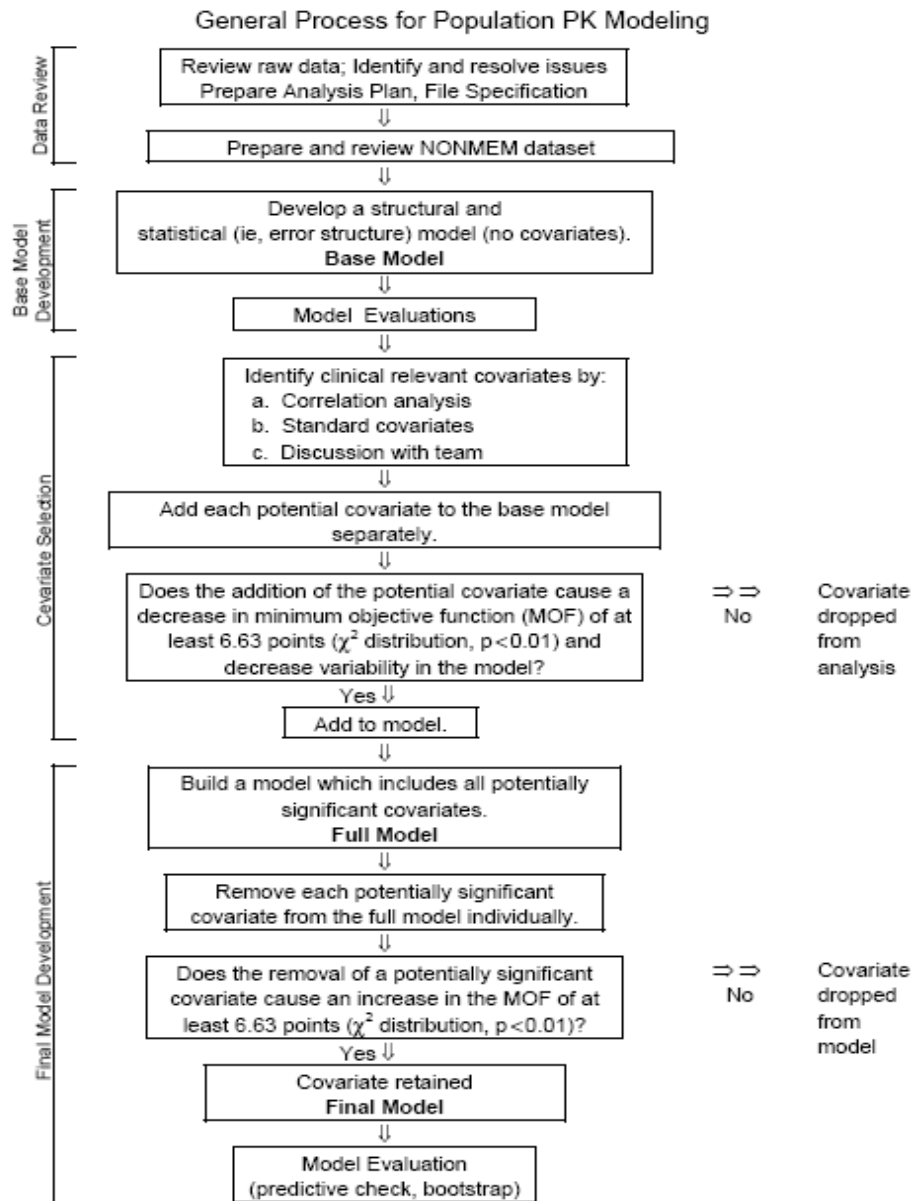 General Process for Population PK Modeling
Data Review
Review raw data; Identify and resolve issues
Prepare Analysis Plan, File Specification
⇓
Prepare and review NONMEM dataset
⇓
Base Model
Development
Develop a structural and
statistical (ie, error structure) model (no covariates).
Base Model
⇓
Model Evaluations
⇓
Covariate Selection
Identify clinical relevant covariates by:
a. Correlation analysis
b. Standard covariates
c. Discussion with team
⇓
Add each potential covariate to the base model
separately.
⇓
Does the addition of the potential covariate cause a
decrease in minimum objective function (MOF) of at
least 6.63 points (χ² distribution, p<0.01) and
decrease variability in the model?
⇒ ⇒
No
Covariate
dropped
from
analysis
Yes ⇓
Add to model.
⇓
Final Model Development
Build a model which includes all potentially
significant covariates.
Full Model
⇓
Remove each potentially significant
covariate from the full model individually.
⇓
Does the removal of a potentially significant
covariate cause an increase in the MOF of at
least 6.63 points (χ² distribution, p<0.01)?
⇒ ⇒
No
Covariate
dropped
from
model
Yes ⇓
Covariate retained
Final Model
⇓
Model Evaluation
(predictive check, bootstrap)